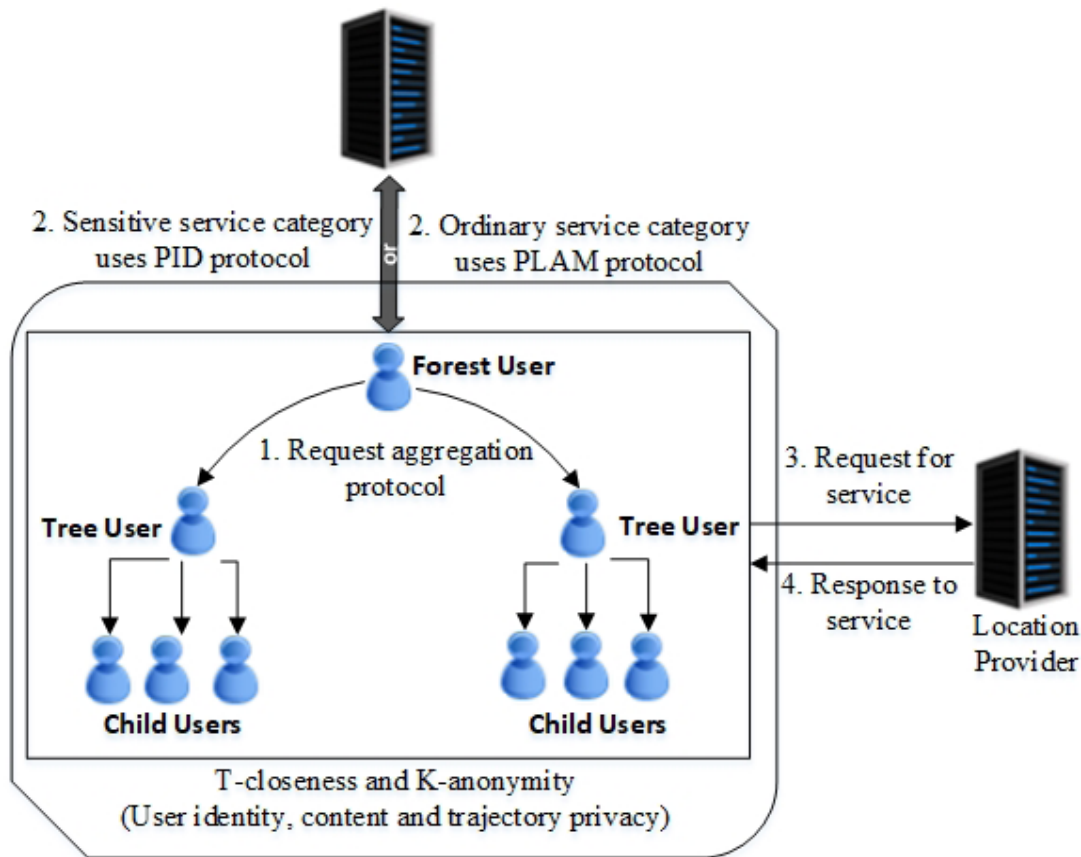 2. Sensitive service category
uses PID protocol
or
2. Ordinary service category
uses PLAM protocol
Forest User
1. Request aggregation
protocol
Tree User
Tree User
3. Request for
service
4. Response to
service
Location
Provider
Child Users
Child Users
T-closeness and K-anonymity
(User identity, content and trajectory privacy)